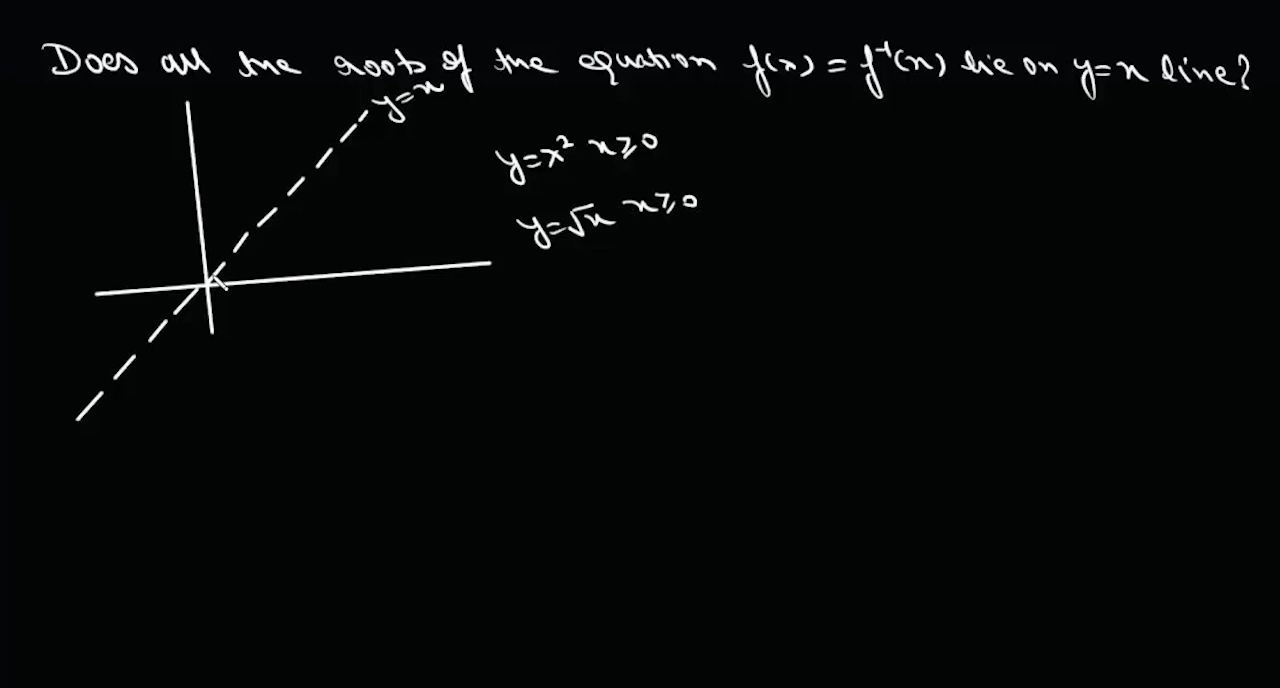 Does all the roots of the equation f(x) = f⁻¹(x) lie on y=x line?
y=x
y=x² x≥0
y=√x x≥0